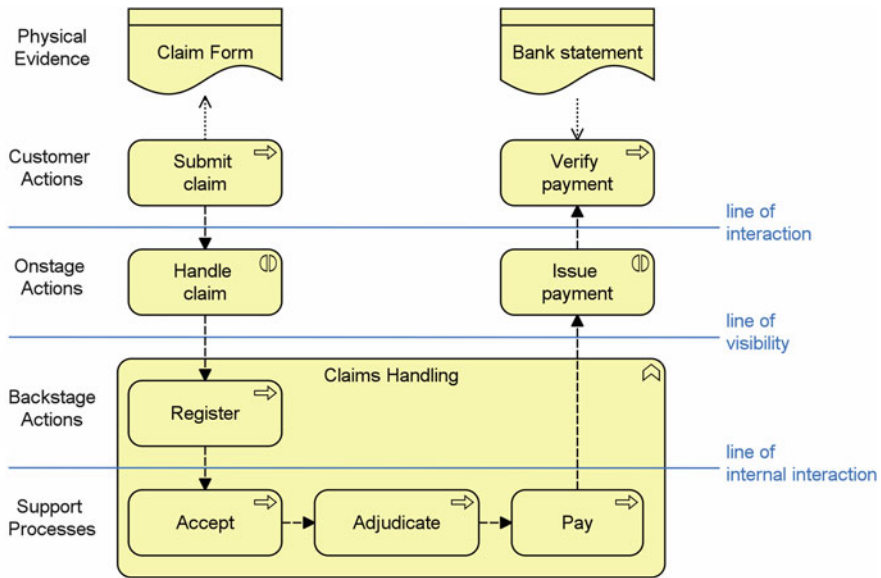 Physical
Evidence
Claim Form
Bank statement
Customer
Actions
Submit
claim
Verify
payment
line of
interaction
Onstage
Actions
Handle
claim
Issue
payment
line of
visibility
Claims Handling
Backstage
Actions
Register
line of
internal interaction
Support
Processes
Accept
Adjudicate
Pay